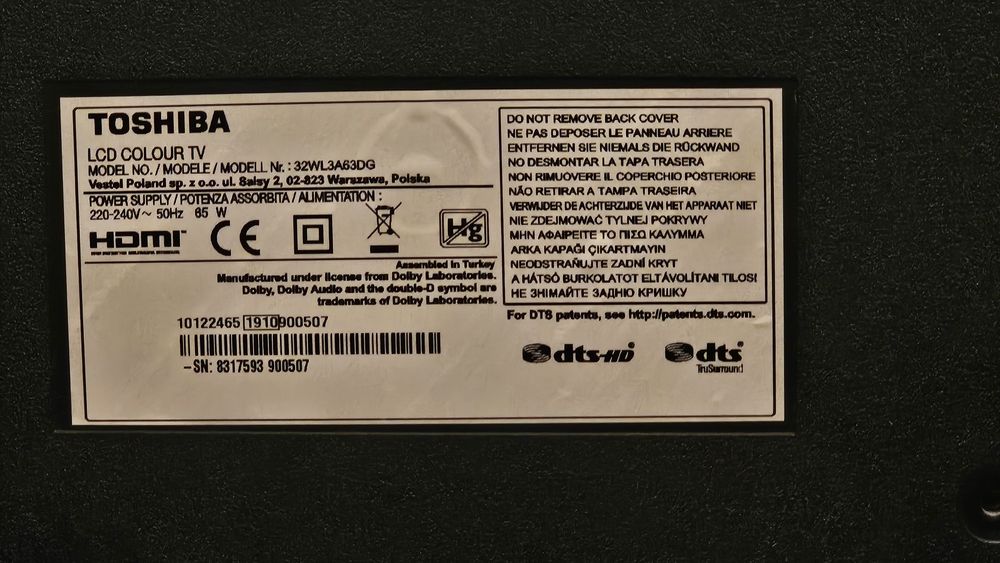 TOSHIBA
LCD COLOUR TV
MODEL NO. / MODELE / MODELL Nr. : 32WL3A63DG
Vestel Poland sp. z o.o. ul. Salsy 2, 02-823 Warszawa, Polska
POWER SUPPLY / POTENZA ASSORBITA / ALIMENTATION :
220-240V~ 50Hz 65 W
HDMI
CE
Hg
Assembled in Turkey
Manufactured under license from Dolby Laboratories.
Dolby, Dolby Audio and the double-D symbol are
trademarks of Dolby Laboratories.
10122465 1910 900507
-SN: 8317593 900507
DO NOT REMOVE BACK COVER
NE PAS DEPOSER LE PANNEAU ARRIERE
ENTFERNEN SIE NIEMALS DIE RÜCKWAND
NO DESMONTAR LA TAPA TRASERA
NON RIMUOVERE IL COPERCHIO POSTERIORE
NÃO RETIRAR A TAMPA TRASEIRA
VERWIJDER DE ACHTERZIJDE VAN HET APPARAAT NIET
NIE ZDEJMOWAĆ TYLNEJ POKRYWY
ΜΗΝ ΑΦΑΙΡΕΙΤΕ ΤΟ ΠΙΣΩ ΚΑΛΥΜΜΑ
ARKA KAPAĞI ÇIKARTMAYIN
NEODSTRAŇUJTE ZADNÍ KRYT
A HÁTSÓ BURKOLATOT ELTÁVOLÍTANI TILOS!
НЕ ЗНІМАЙТЕ ЗАДНЮ КРИШКУ
For DTS patents, see http://patents.dts.com.
dts-HD
dts
TruSurround